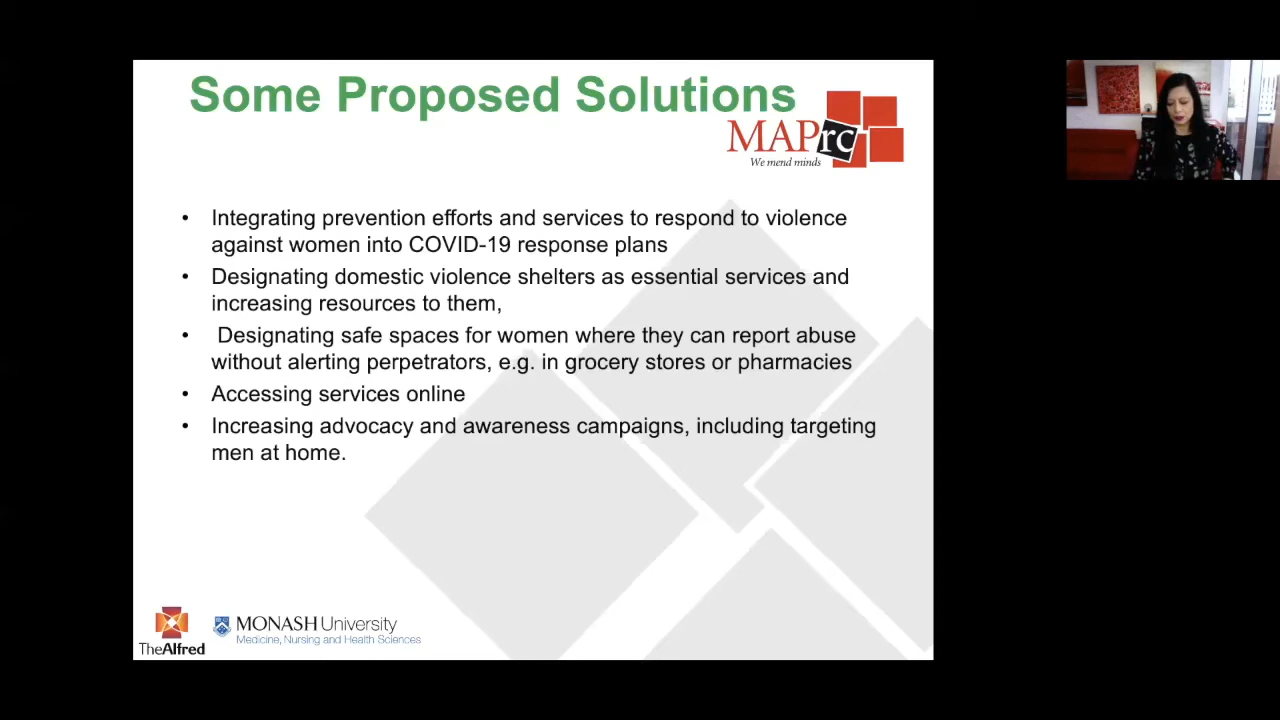 Some Proposed Solutions
MAPrc
We mend minds
• Integrating prevention efforts and services to respond to violence
against women into COVID-19 response plans
• Designating domestic violence shelters as essential services and
increasing resources to them,
• Designating safe spaces for women where they can report abuse
without alerting perpetrators, e.g. in grocery stores or pharmacies
• Accessing services online
• Increasing advocacy and awareness campaigns, including targeting
men at home.
TheAlfred
MONASH University
Medicine, Nursing and Health Sciences